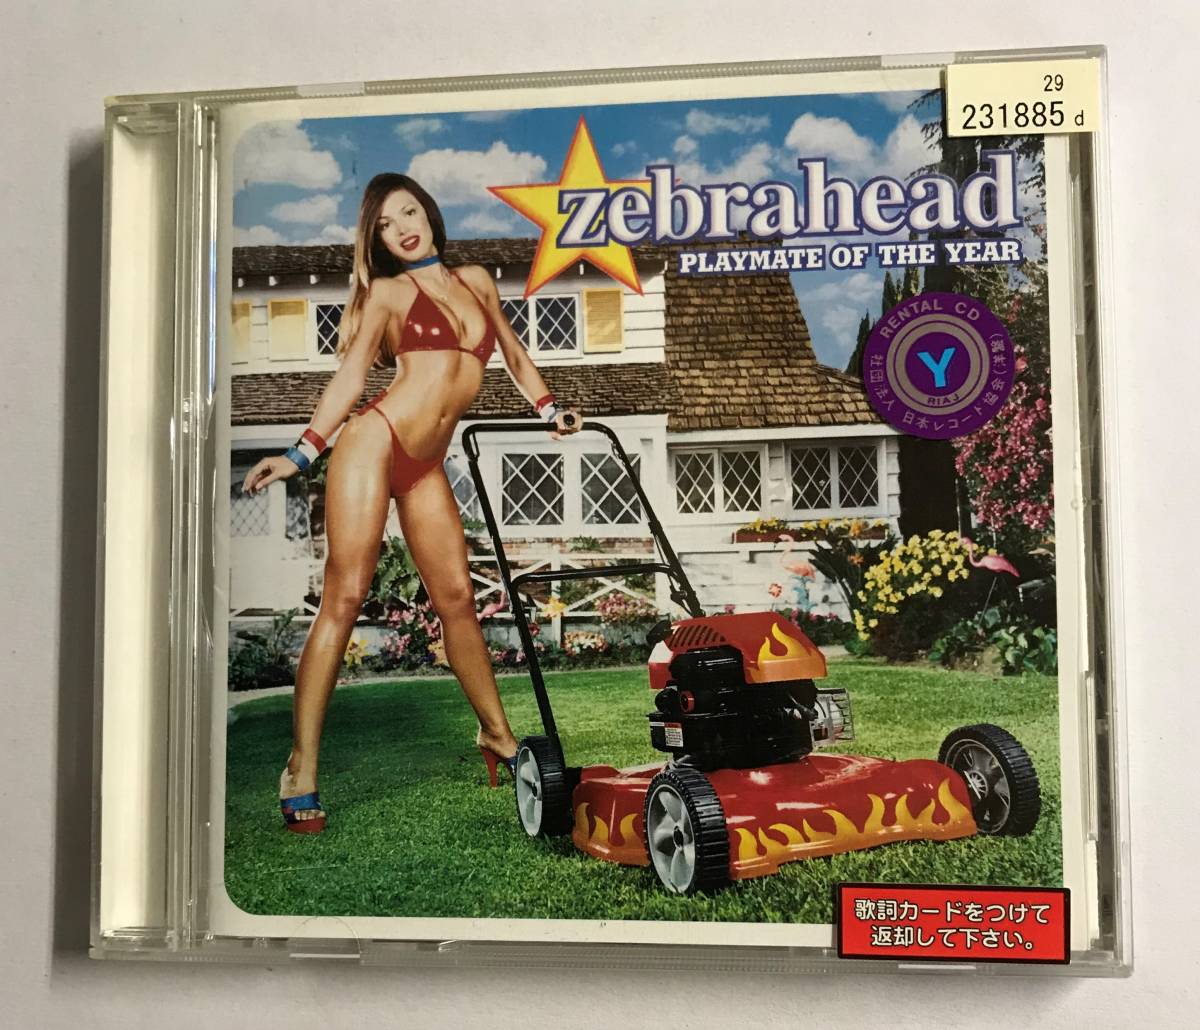 29
231885 d
zebrahead
PLAYMATE OF THE YEAR
RENTAL CD
Y
RIAJ
社団法人 日本レコード協会
歌詞カードをつけて
返却して下さい。